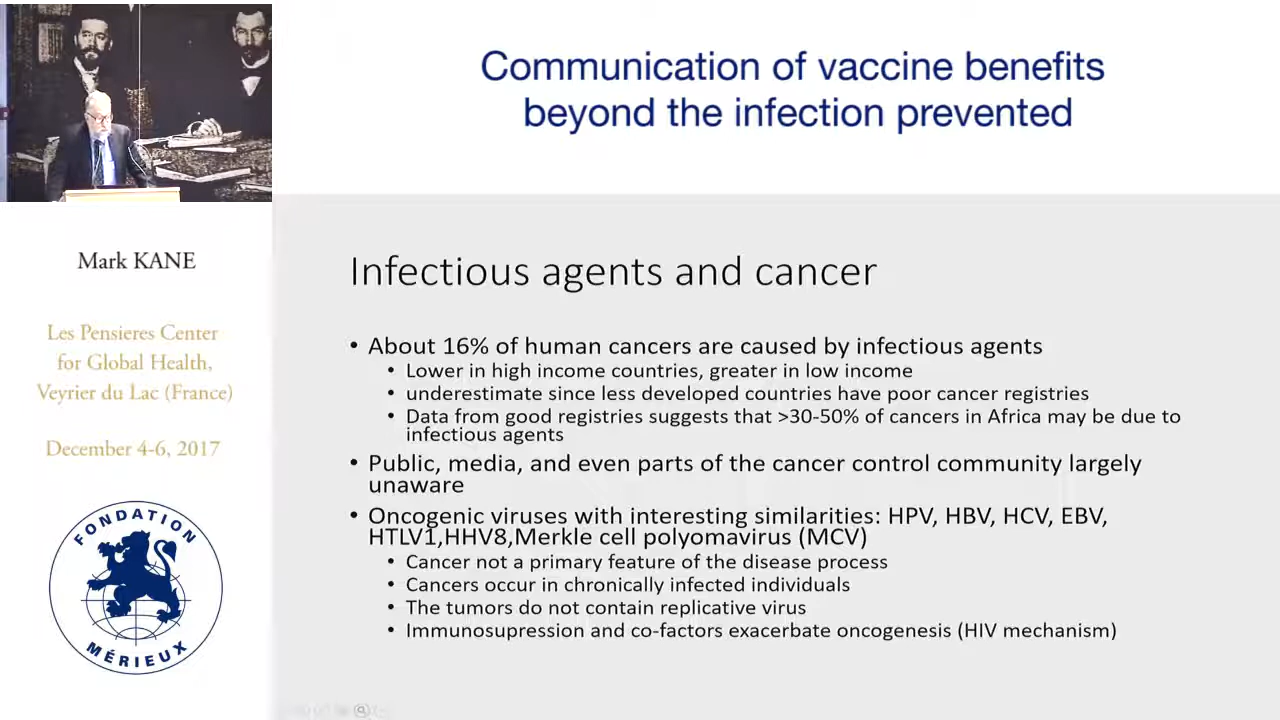 Communication of vaccine benefits
beyond the infection prevented
Mark KANE
Les Pensieres Center
for Global Health,
Veyrier du Lac (France)
December 4-6, 2017
FONDATION
MÉRIEUX
Infectious agents and cancer
• About 16% of human cancers are caused by infectious agents
• Lower in high income countries, greater in low income
• underestimate since less developed countries have poor cancer registries
• Data from good registries suggests that >30-50% of cancers in Africa may be due to
infectious agents
• Public, media, and even parts of the cancer control community largely
unaware
• Oncogenic viruses with interesting similarities: HPV, HBV, HCV, EBV,
HTLV1,HHV8,Merkle cell polyomavirus (MCV)
• Cancer not a primary feature of the disease process
• Cancers occur in chronically infected individuals
• The tumors do not contain replicative virus
• Immunosupression and co-factors exacerbate oncogenesis (HIV mechanism)